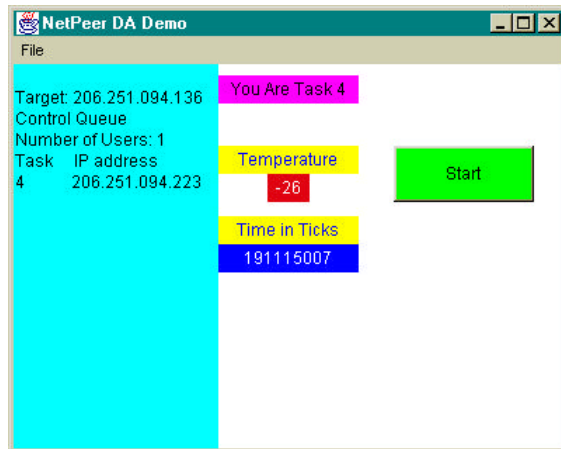 NetPeer DA Demo
File
Target: 206.251.094.136
Control Queue
Number of Users: 1
Task IP address
4 206.251.094.223
You Are Task 4
Temperature
-26
Time in Ticks
191115007
Start